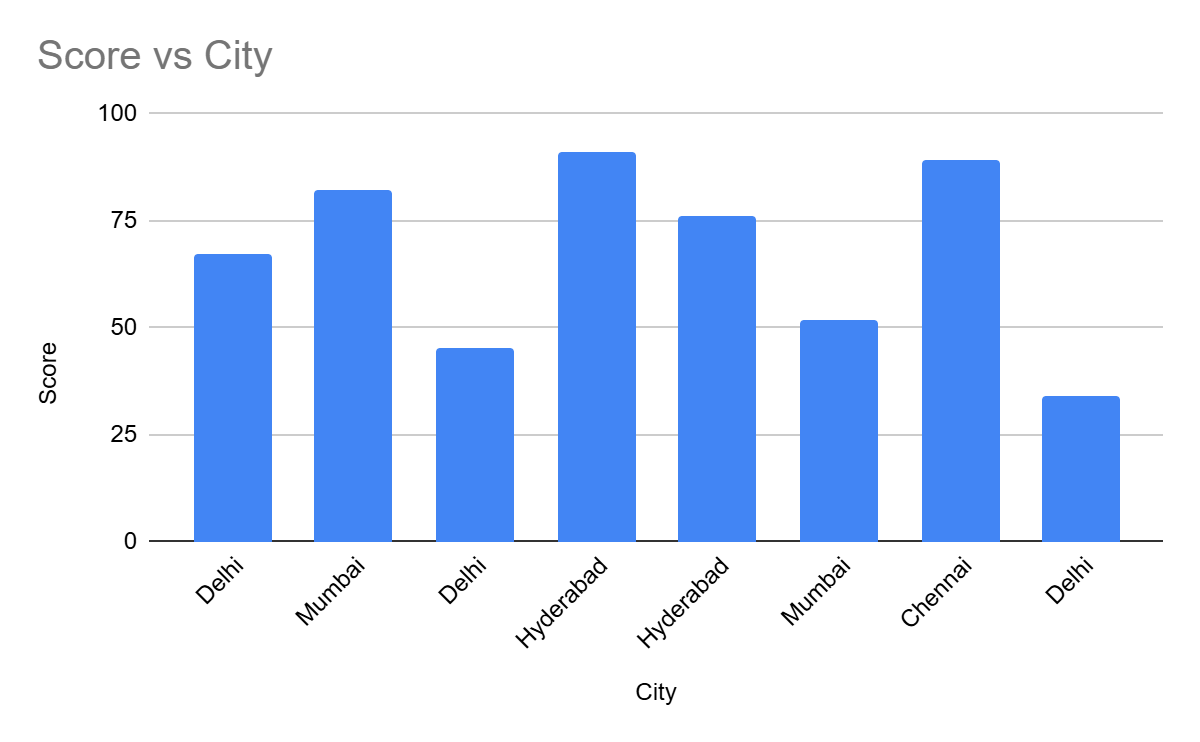 Score vs City
100
75
50
25
0
Score
Delhi
Mumbai
Delhi
Hyderabad
Hyderabad
Mumbai
Chennai
Delhi
City